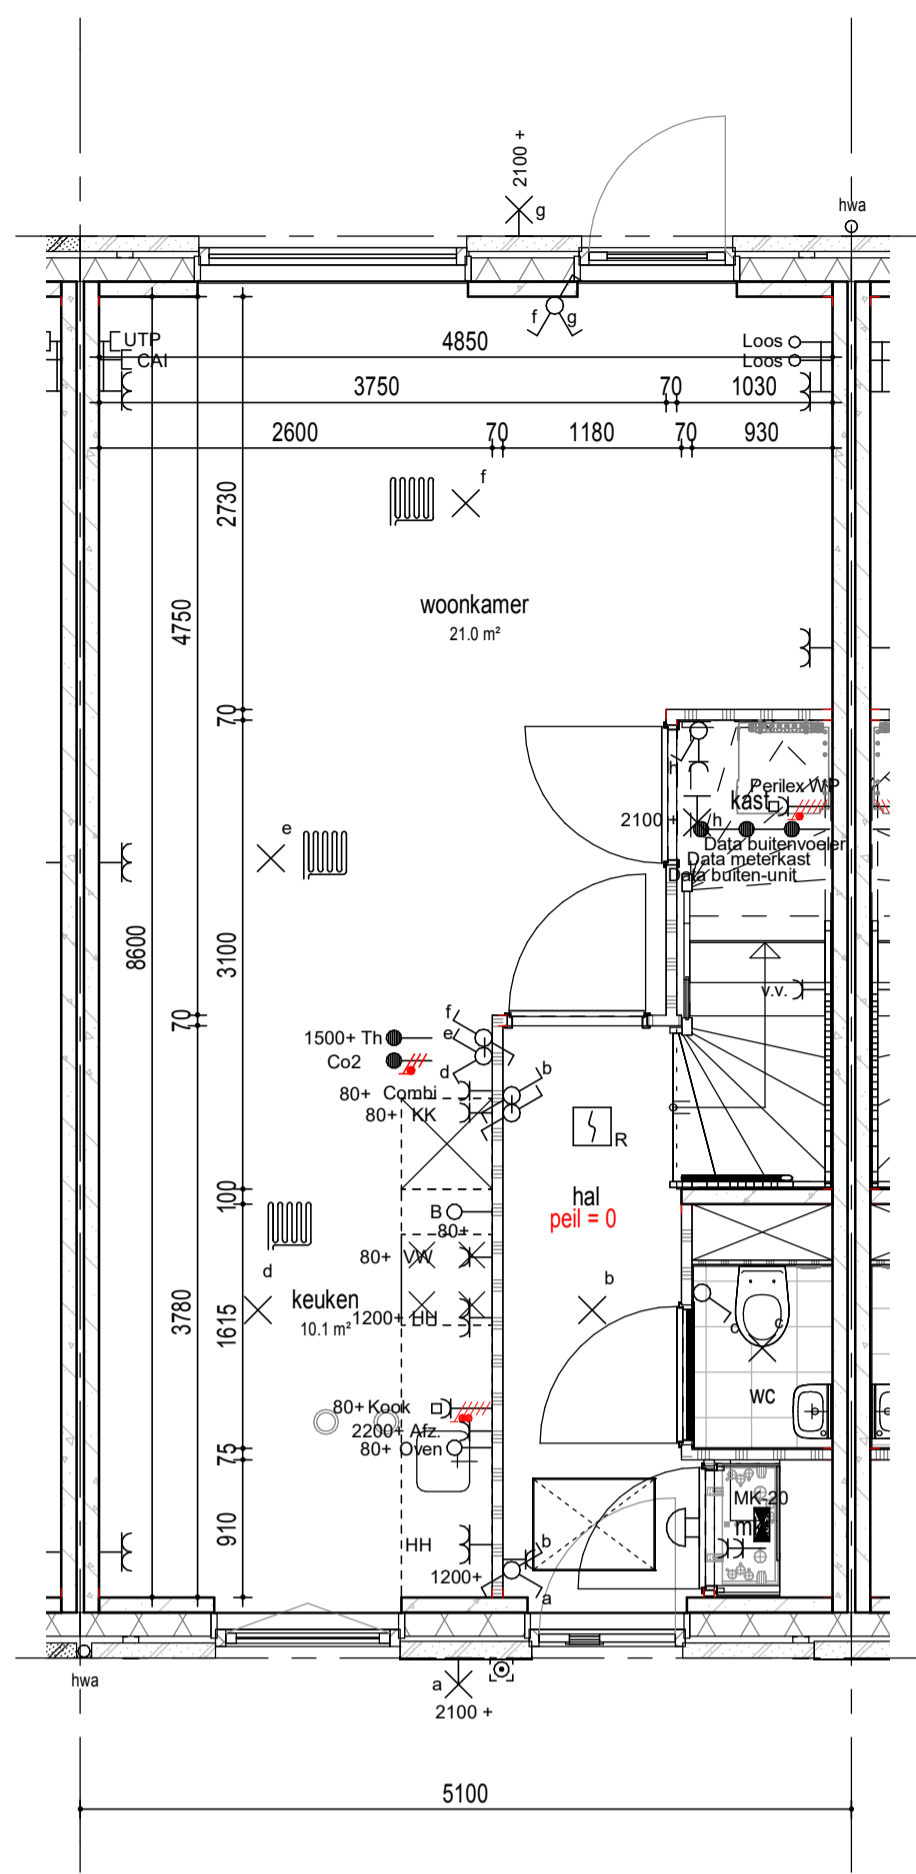 2100 +
g
hwa
f
g
UTP
CAI
4850
Loos
Loos
3750
70
1030
2600
70
1180
70
930
2730
f
woonkamer
21.0 m²
4750
70
h
Perilex WP
kast
2100 +
h
Data buitenvoeler
Data meterkast
Data buiten-unit
e
8600
3100
70
v.v.
f
1500+ Th
e
Co2
d
b
80+ Combi
80+ KK
R
100
hal
peil = 0
B
80+
80+ VW
d
b
keuken
10.1 m²
1200+ HH
3780
1615
c
c
wc
80+ Kook
2200+ Afz.
80+ Oven
75
MK-20
mk
910
HH
b
1200+
a
hwa
a
2100 +
5100